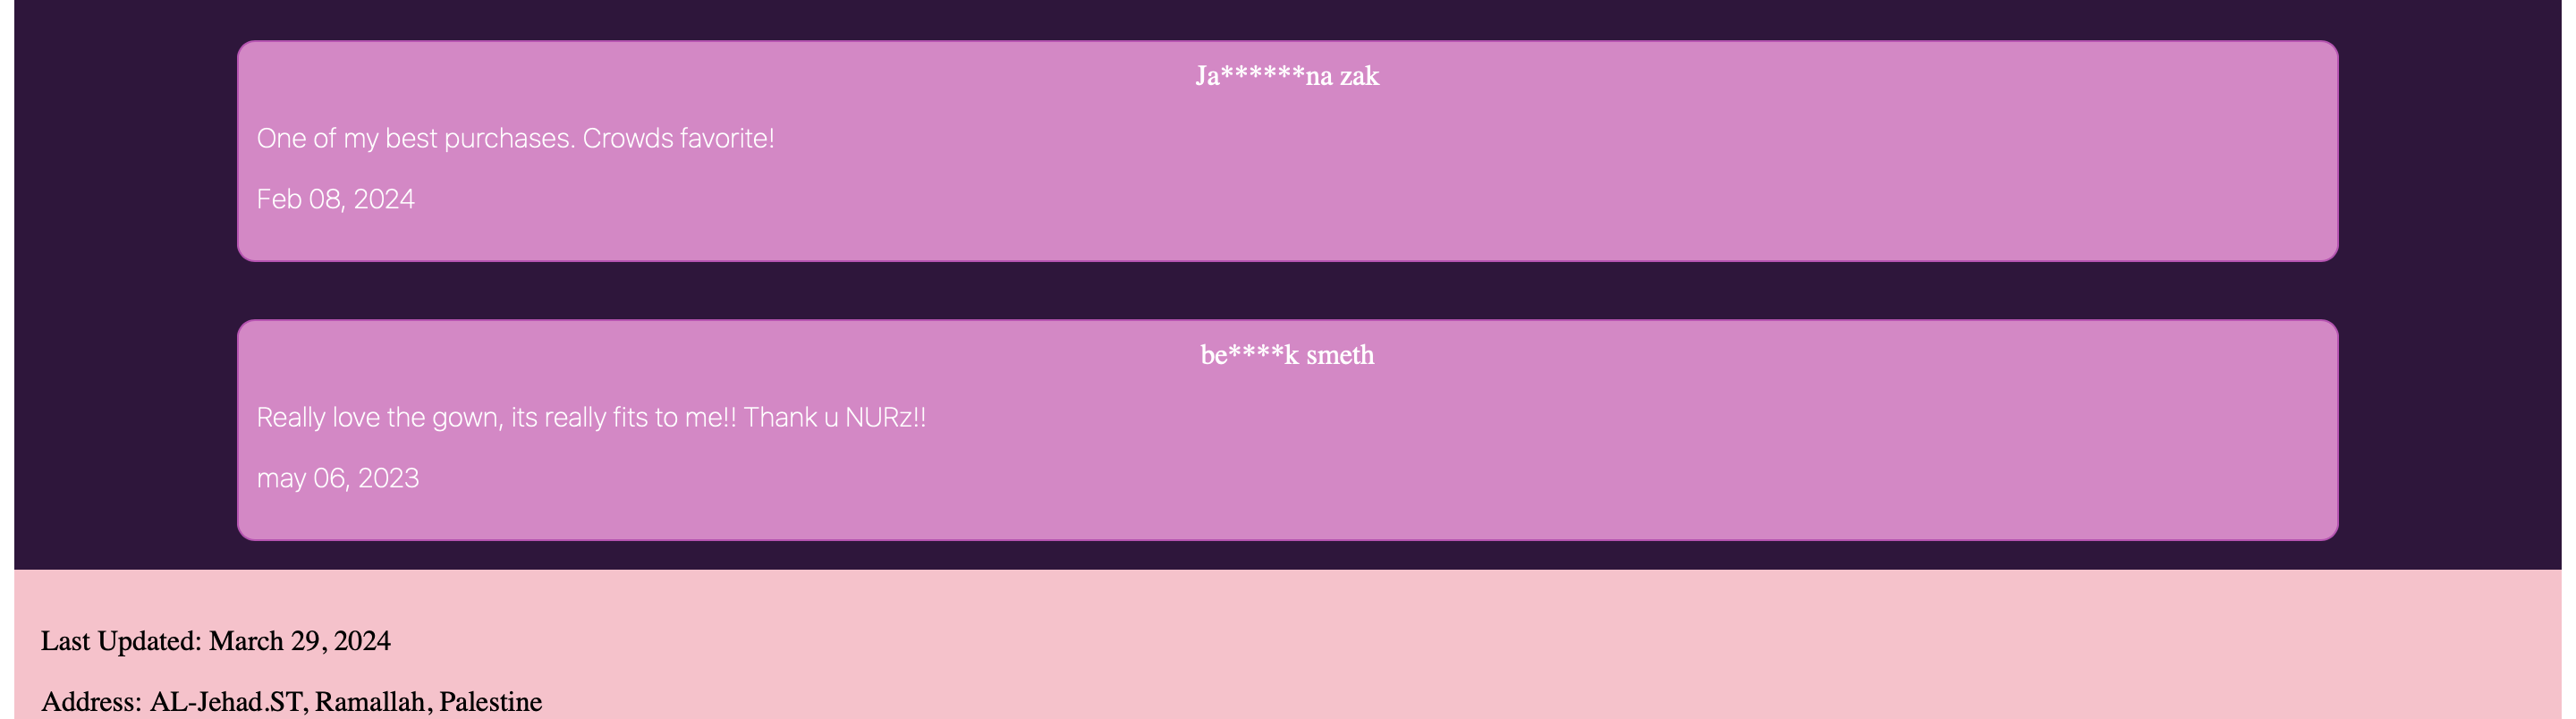 Ja******na zak
One of my best purchases. Crowds favorite!
Feb 08, 2024
be****k smeth
Really love the gown, its really fits to me!! Thank u NURz!!
may 06, 2023
Last Updated: March 29, 2024
Address: AL-Jehad.ST, Ramallah, Palestine